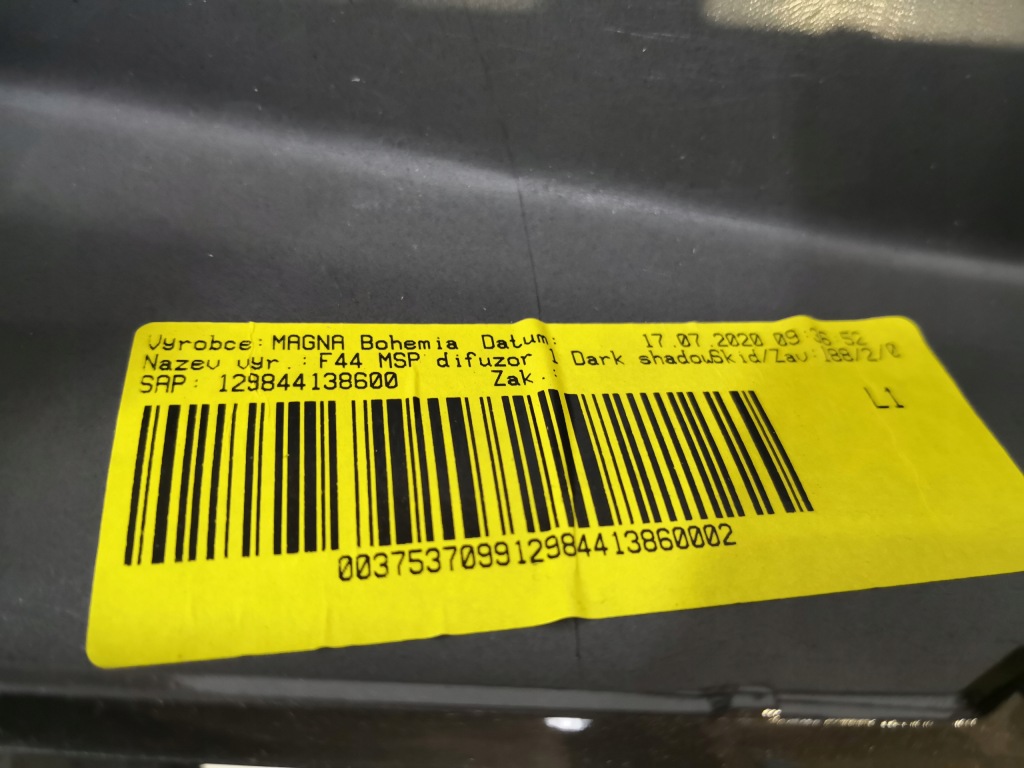 Vyrobce: MAGNA Bohemia Datum: 17.07.2020 09:36:52
Nazev vyr.: F44 MSP difuzor 1 Dark shadowSkid/Zav:188/2/0
SAP: 129844138600 Zak.:
L1
003753709912984413860002